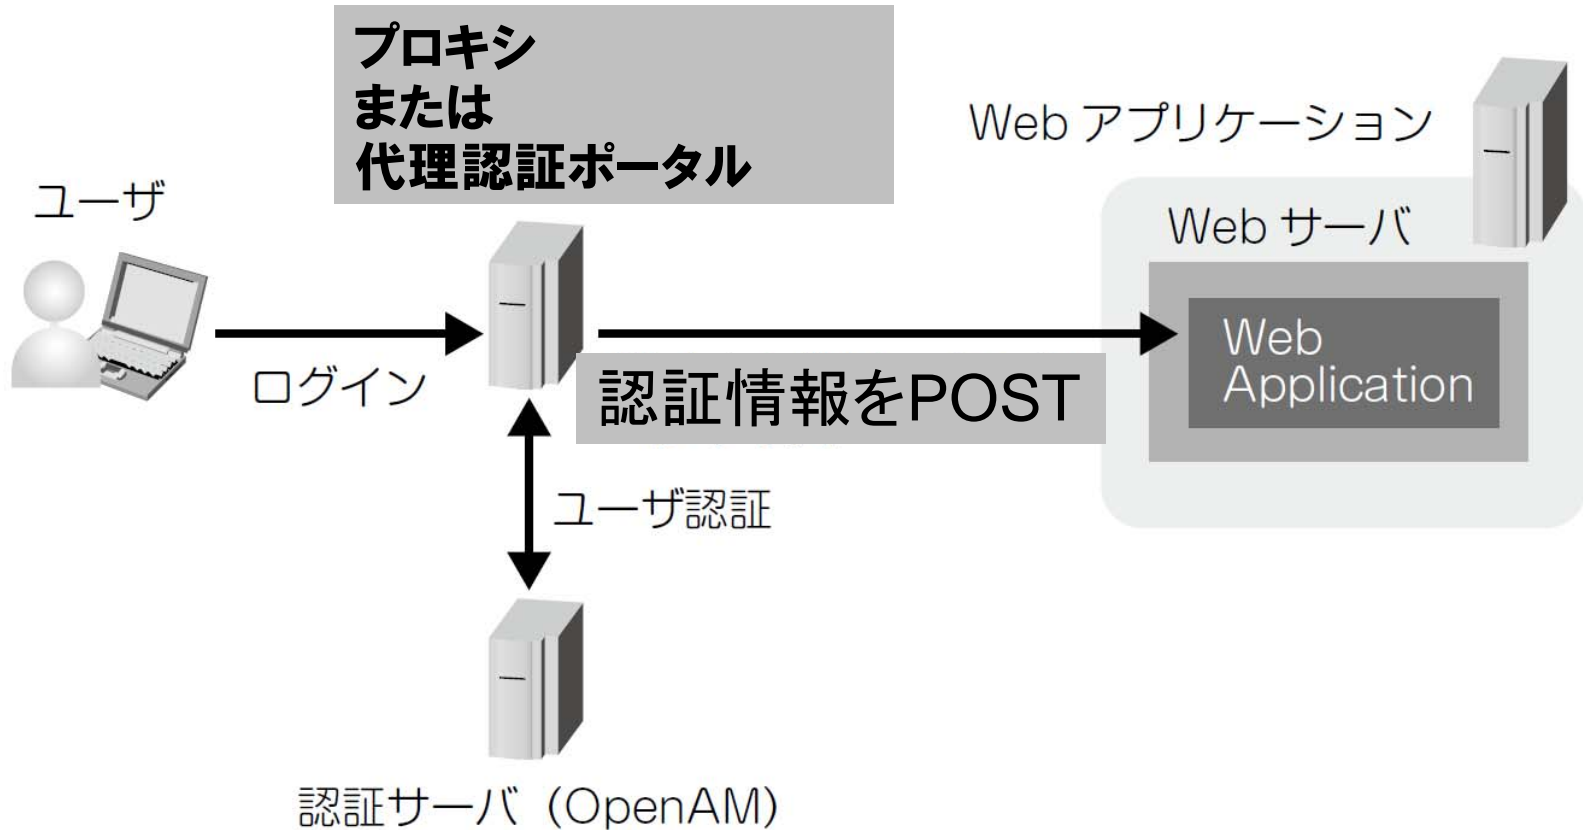 プロキシ
または
代理認証ポータル
Web アプリケーション
ユーザ
Web サーバ
Web
Application
ログイン
認証情報をPOST
ユーザ認証
認証サーバ (OpenAM)